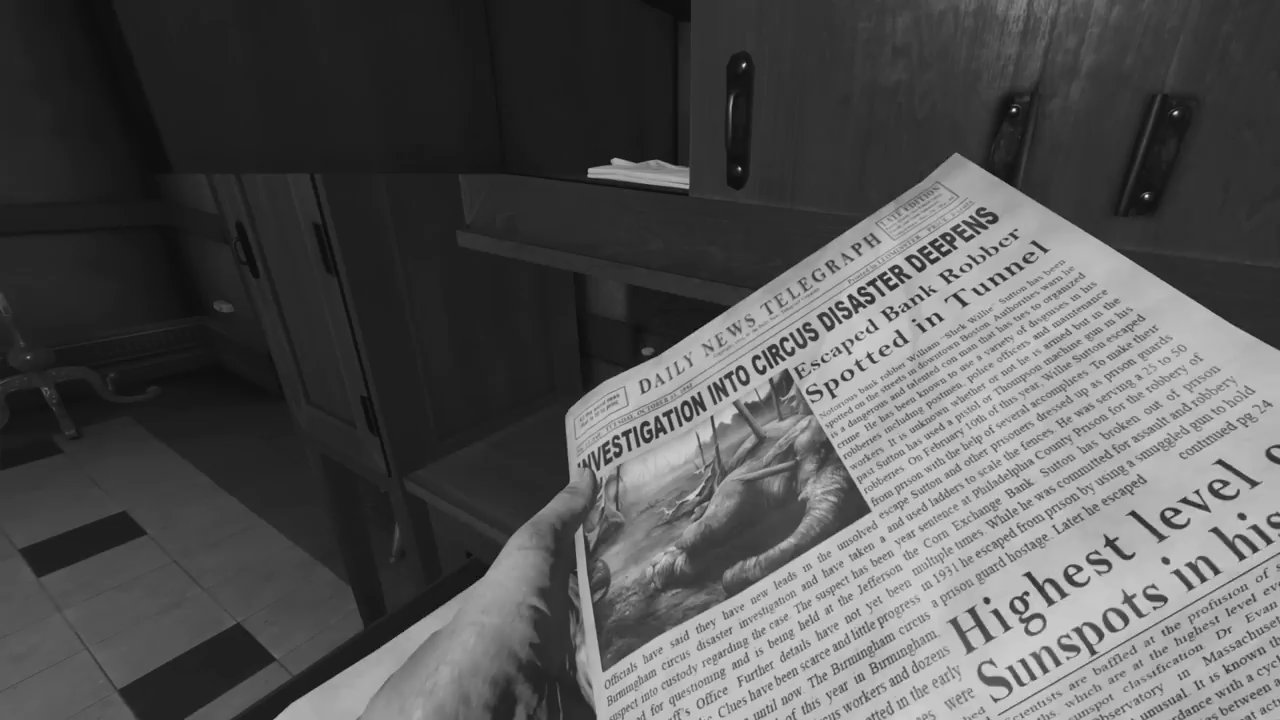 DAILY NEWS TELEGRAPH
LATE EDITION
INVESTIGATION INTO CIRCUS DISASTER DEEPENS
Escaped Bank Robber
Spotted in Tunnel
Notorious bank robber William "Slick Willie" Sutton has been
spotted on the streets in downtown Boston Authorities warn he
is a dangerous and talented con man that has ties to organized
crime. He has been known to use a variety of disguises in his
robberies including postmen, police officers and maintenance
workers. It is unknown whether or not he is armed but in the
past Sutton has used a pistol or Thompson machine gun in his
robberies. On February 10th of this year, Willie Sutton escaped
from prison with the help of several accomplices. To make their
escape Sutton and other prisoners dressed up as prison guards
and used ladders to scale the fences. He was serving a 25 to 50
year sentence at Philadelphia County Prison for the robbery of
the Corn Exchange Bank. Sutton has broken out of prison
multiple times. While he was committed for assault and robbery
in 1931 he escaped from prison by using a smuggled gun to hold
a prison guard hostage. Later he escaped
continued pg 24
Officials have said they have new leads in the unsolved
Birmingham circus disaster investigation and have taken a
suspect into custody regarding the case. The suspect has been
for questioning and is being held at the Jefferson
Office. Further details have not yet been
Clues have been scarce and little progress
until now. The Birmingham circus
of this year in Birmingham.
workers and dozens
in the early
were
Highest level
Sunspots in his
are baffled at the profusion of
which are at the highest level
sunspot classification. Dr. Evan
in Massachuse
unusual. It is known
with a
between